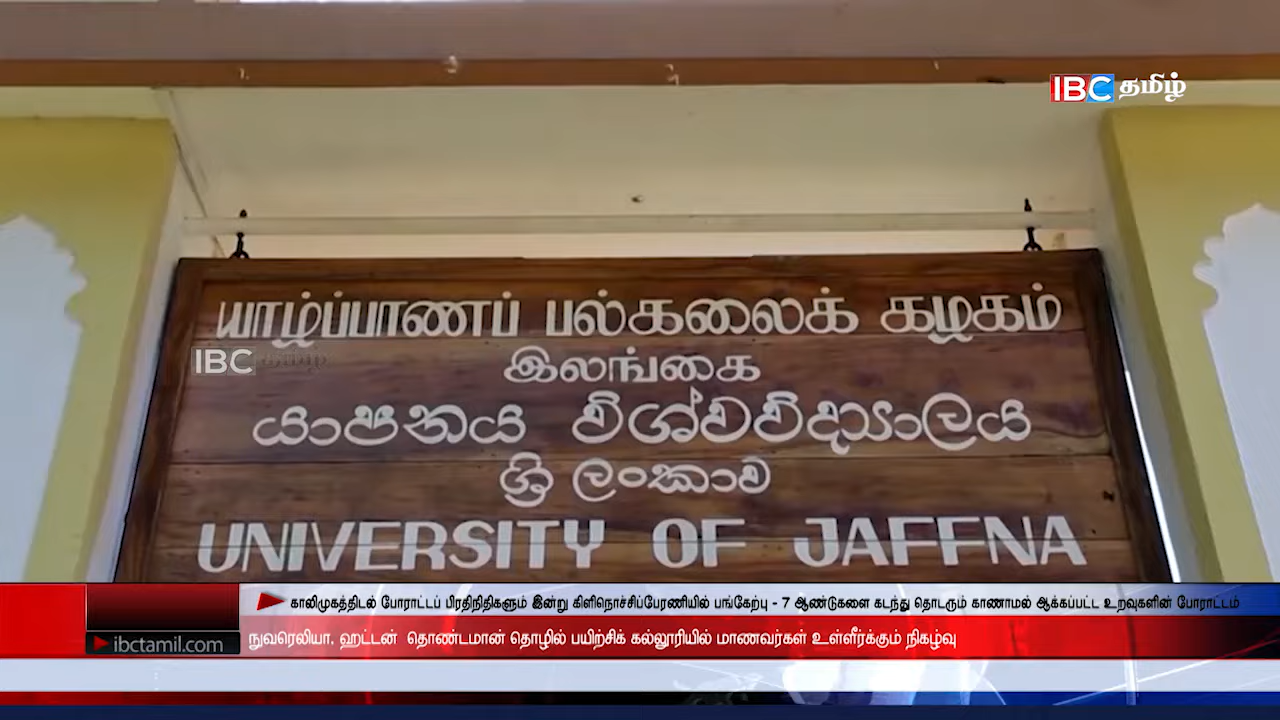 IBC தமிழ்
யாழ்ப்பாணப் பல்கலைக் கழகம்
IBC தமிழ்
இலங்கை
යාපනය විශ්වවිද්‍යාලය
ශ්‍රී ලංකාව
UNIVERSITY OF JAFFNA
காலிமுகத்திடல் போராட்டப் பிரதிநிதிகளும் இன்று கிளிநொச்சிப்பேரணியில் பங்கேற்பு - 7 ஆண்டுகளை கடந்து தொடரும் காணாமல் ஆக்கப்பட்ட உறவுகளின் போராட்டம்
நுவரெலியா. ஹட்டன் தொண்டமான் தொழில் பயிற்சிக் கல்லூரியில் மாணவர்கள் உள்ளீர்க்கும் நிகழ்வு
ibctamil.com